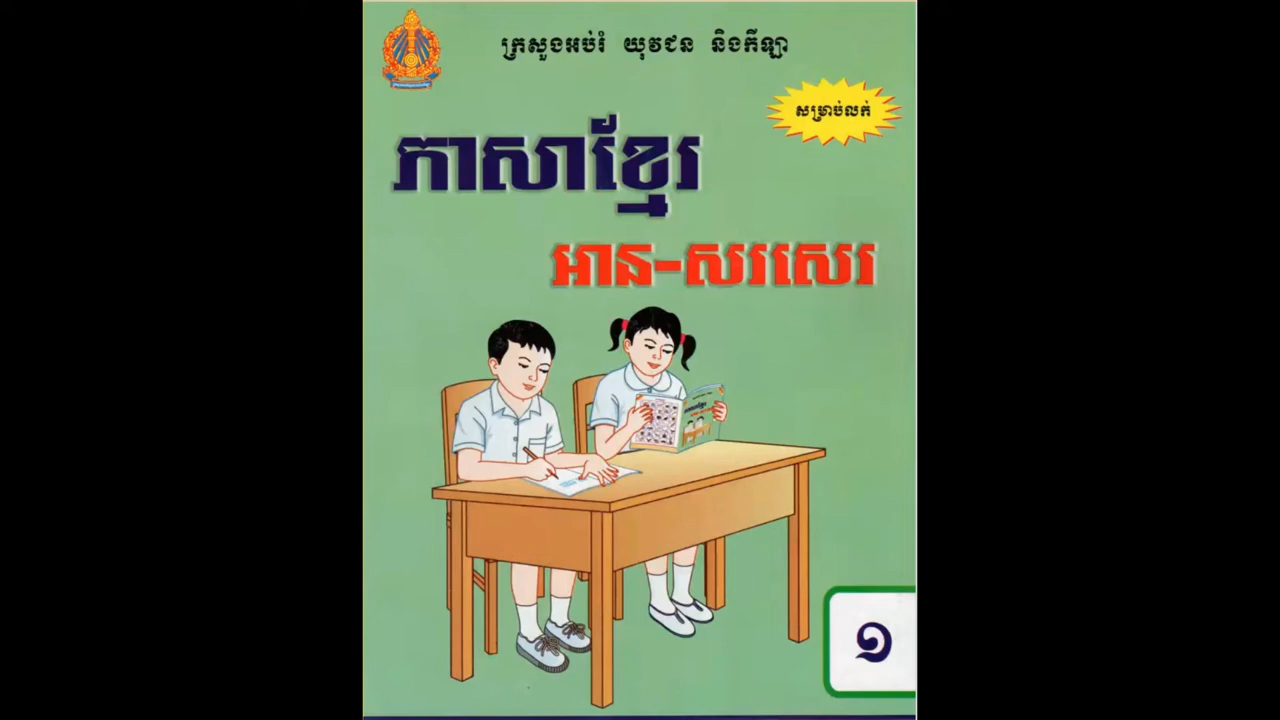 ក្រសួងអប់រំ យុវជន និងកីឡា
សម្រាប់លក់
ភាសាខ្មែរ
អាន-សរសេរ
១